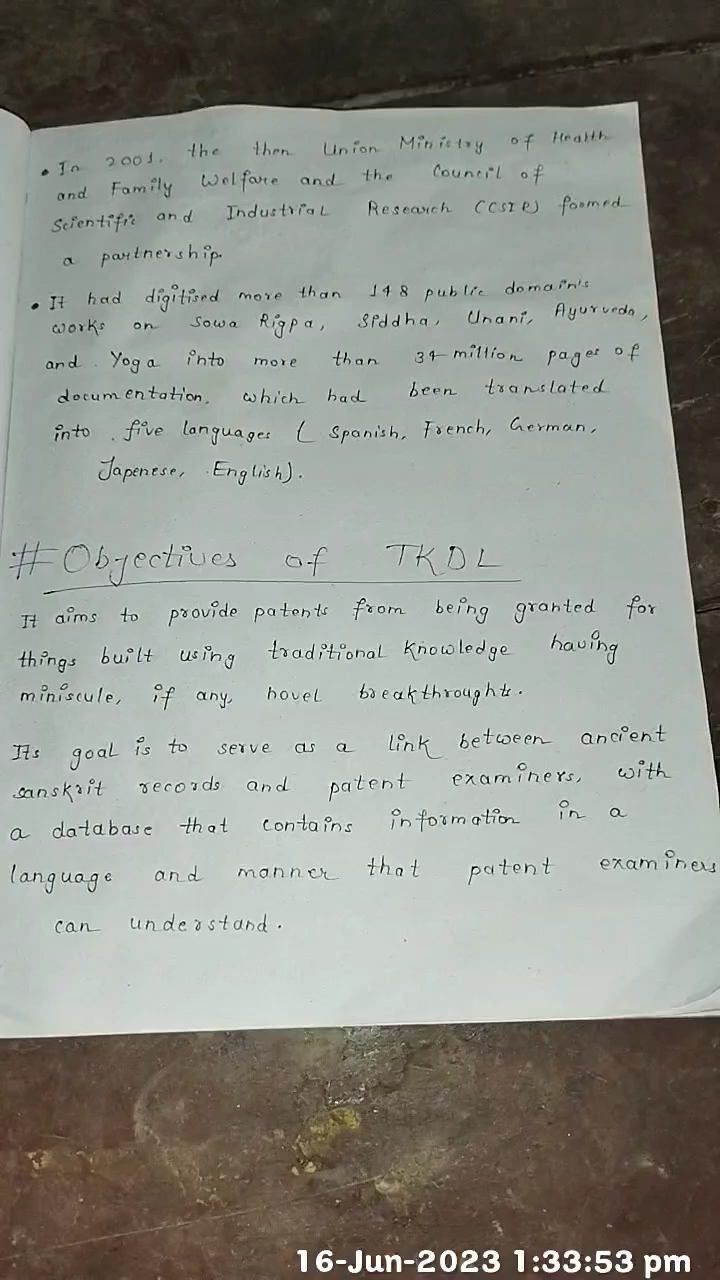 • In 2001. the then Union Ministry of Health
and Family Welfare and the Council of
Scientific and Industrial Research (CSIR) foomed
a partnership.
• It had digitised more than 148 public domain's
works on Sowa Rigpa, Siddha, Unani, Ayurveda,
and Yoga into more than 34 million pages of
documentation, which had been translated
into five languages ( Spanish, French, German,
Japenese, English).
# Objectives of TKDL
It aims to provide patents from being granted for
things built using traditional knowledge having
miniscule, if any, novel breakthroughts.
Its goal is to serve as a link between ancient
sanskrit records and patent examiners, with
a database that contains information in a
language and manner that patent examiners
can understand.
16-Jun-2023 1:33:53 pm